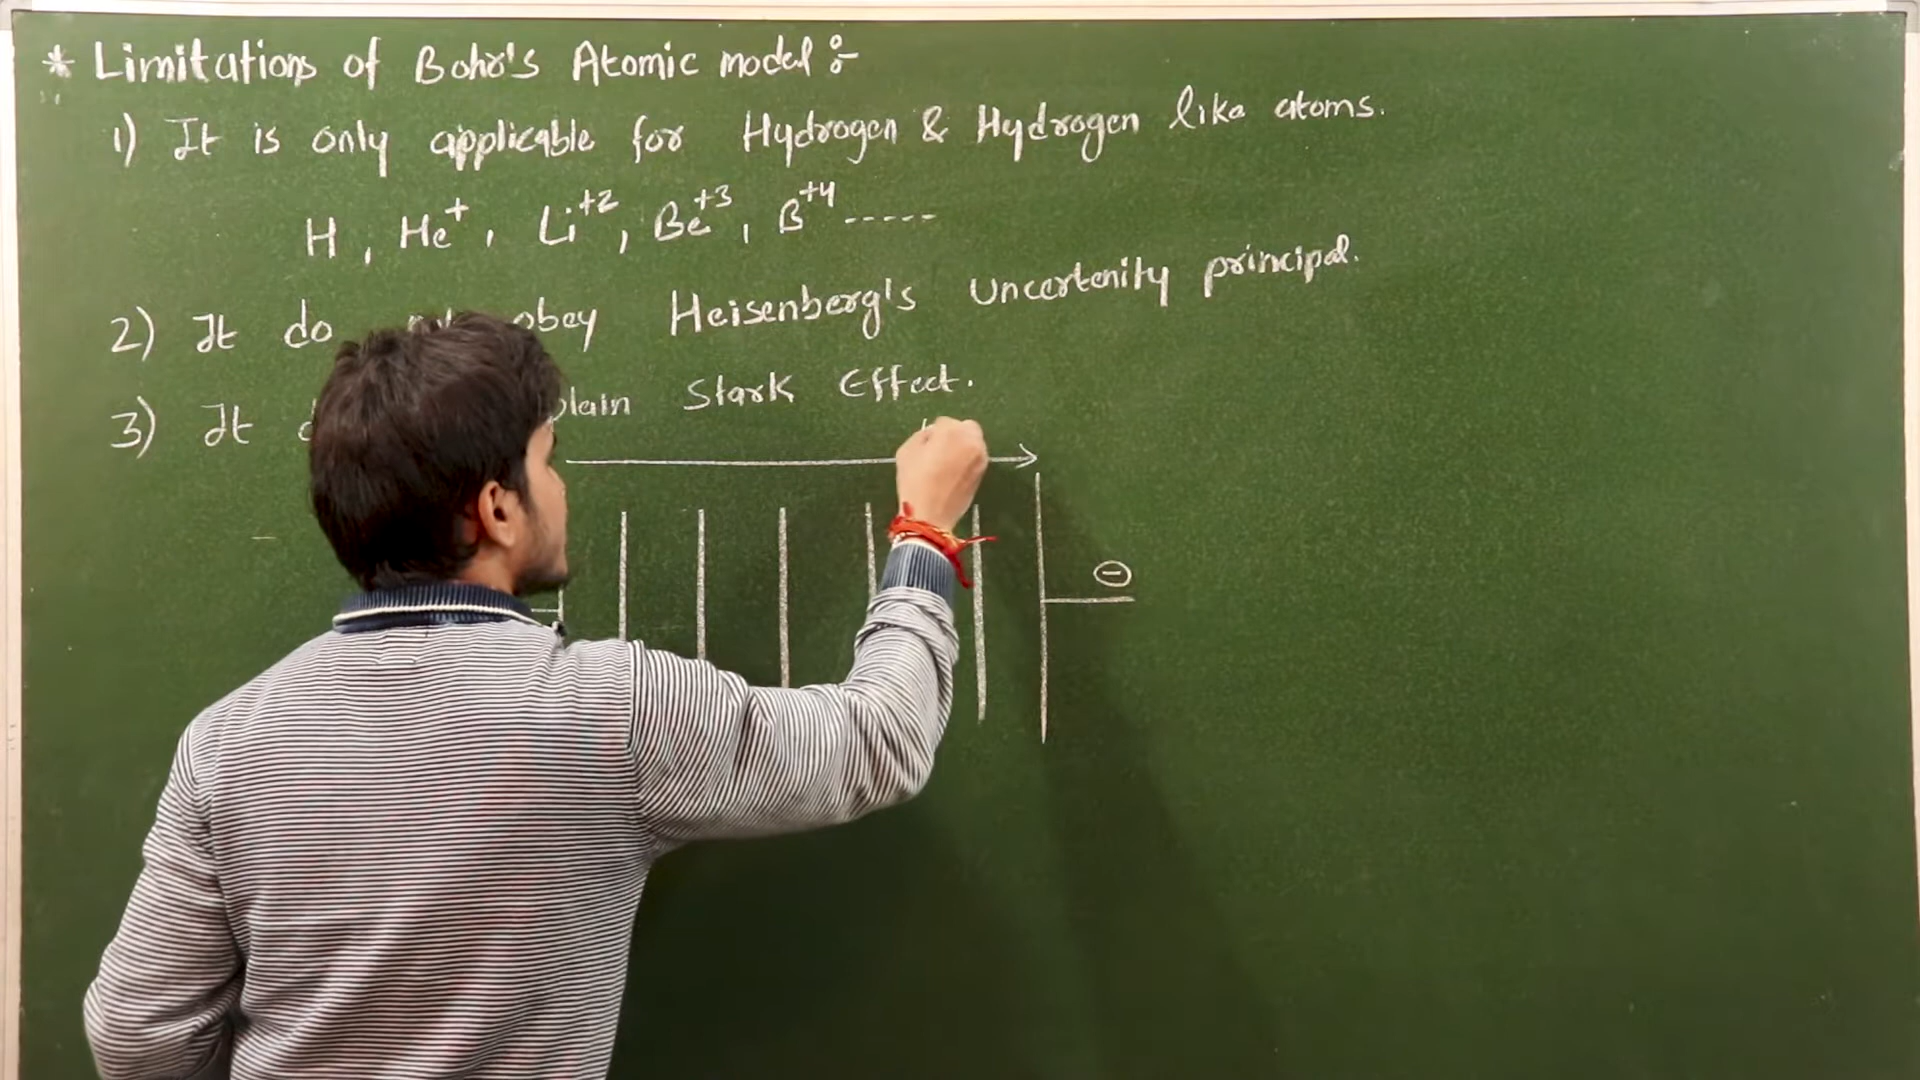 * Limitations of Bohr's Atomic model :-
1) It is only applicable for Hydrogen & Hydrogen like atoms.
H, He⁺, Li⁺², Be⁺³, B⁺⁴ -----
2) It do obey Heisenberg's Uncertenity principal.
3) It Stark Effect.
⊖